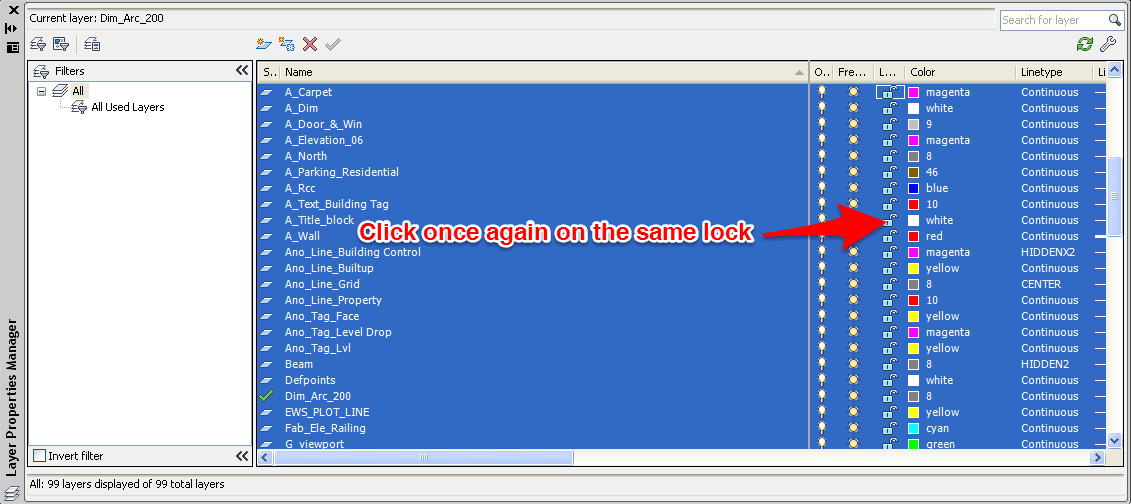 Current layer: Dim_Arc_200
Search for layer
Filters
All
All Used Layers
Invert filter
S.. Name O.. Fre... L... Color Linetype Li
A_Carpet magenta Continuous
A_Dim white Continuous
A_Door_&_Win 9 Continuous
A_Elevation_06 magenta Continuous
A_North 8 Continuous
A_Parking_Residential 46 Continuous
A_Rcc blue Continuous
A_Text_Building Tag 10 Continuous
A_Title_block white Continuous
Click once again on the same lock
A_Wall red Continuous
Ano_Line_Building Control magenta HIDDENX2
Ano_Line_Builtup yellow Continuous
Ano_Line_Grid 8 CENTER
Ano_Line_Property 10 Continuous
Ano_Tag_Face yellow Continuous
Ano_Tag_Level Drop magenta Continuous
Ano_Tag_Lvl yellow Continuous
Beam 8 HIDDEN2
Defpoints white Continuous
Dim_Arc_200 8 Continuous
EWS_PLOT_LINE yellow Continuous
Fab_Ele_Railing cyan Continuous
G_viewport green Continuous
All: 99 layers displayed of 99 total layers
Layer Properties Manager